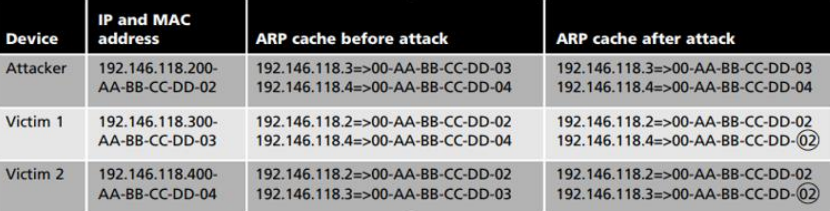 Device IP and MAC address ARP cache before attack ARP cache after attack
Attacker 192.146.118.200- 192.146.118.3=>00-AA-BB-CC-DD-03 192.146.118.3=>00-AA-BB-CC-DD-03
AA-BB-CC-DD-02 192.146.118.4=>00-AA-BB-CC-DD-04 192.146.118.4=>00-AA-BB-CC-DD-04
Victim 1 192.146.118.300- 192.146.118.2=>00-AA-BB-CC-DD-02 192.146.118.2=>00-AA-BB-CC-DD-02
AA-BB-CC-DD-03 192.146.118.4=>00-AA-BB-CC-DD-04 192.146.118.4=>00-AA-BB-CC-DD-02
Victim 2 192.146.118.400- 192.146.118.2=>00-AA-BB-CC-DD-02 192.146.118.2=>00-AA-BB-CC-DD-02
AA-BB-CC-DD-04 192.146.118.3=>00-AA-BB-CC-DD-03 192.146.118.3=>00-AA-BB-CC-DD-02